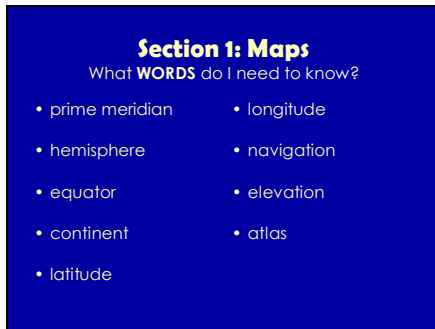 Section 1: Maps
What WORDS do I need to know?
• prime meridian
• hemisphere
• equator
• continent
• latitude
• longitude
• navigation
• elevation
• atlas